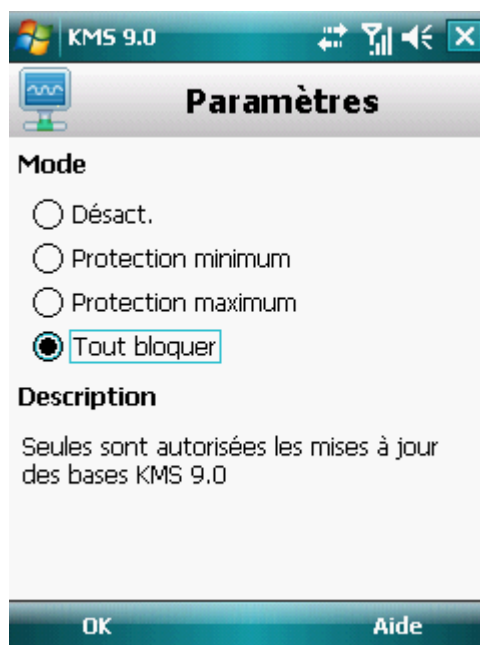 KMS 9.0
Paramètres
Mode
Désact.
Protection minimum
Protection maximum
Tout bloquer
Description
Seules sont autorisées les mises à jour
des bases KMS 9.0
OK
Aide